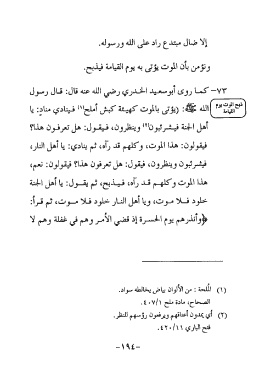 إلا ضال مبتدع راد على الله ورسوله.
ونؤمن بأن الموت يؤتى به يوم القيامة فيذبح.
٧٣- كما روى أبوسعيد الخدري رضي الله عنه قال: قال رسول
ذبح الموت يوم القيامة
الله ﷺ: (يؤتى بالموت كهيئة كبش أملح(١) فينادي مناد: يا
أهل الجنة فيشرئبون(٢) وينظرون، فيقول: هل تعرفون هذا؟
فيقولون: هذا الموت، وكلهم قد رآه، ثم ينادي: يا أهل النار،
فيشرئبون وينظرون، فيقول: هل تعرفون هذا؟ فيقولون: نعم،
هذا الموت وكلهم قد رآه، فيذبح، ثم يقول: يا أهل الجنة
خلود فلا موت، ويا أهل النار خلود فلا موت، ثم قرأ:
﴿وأنذرهم يوم الحسرة إذ قضي الأمر وهم في غفلة وهم لا
(١) الملحة : من الألوان بياض يخالطه سواد.
الصحاح، مادة ملح ٤٠٧/١.
(٢) أي يمدون أعناقهم ويرفعون رؤسهم للنظر.
فتح الباري ٤٢٠/١١.
-١٩٤-